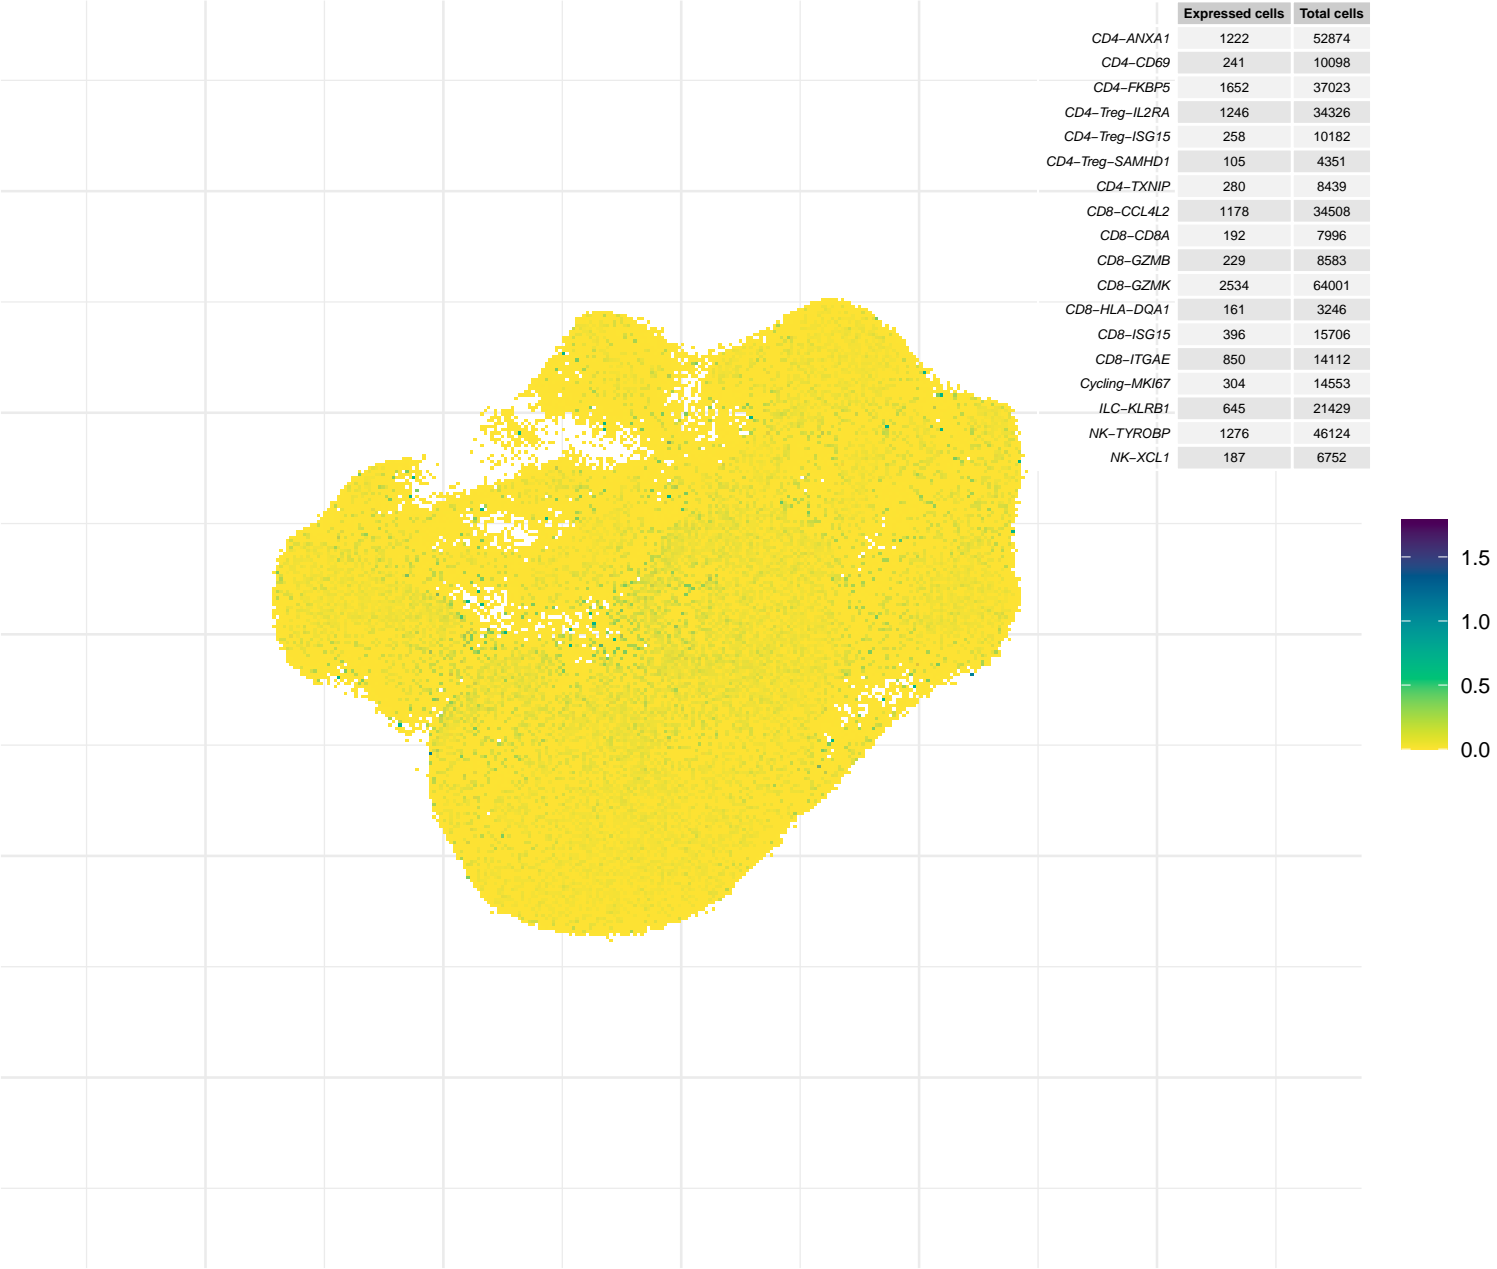 Expressed cells Total cells
CD4−ANXA1 1222 52874
CD4−CD69 241 10098
CD4−FKBP5 1652 37023
CD4−Treg−IL2RA 1246 34326
CD4−Treg−ISG15 258 10182
CD4−Treg−SAMHD1 105 4351
CD4−TXNIP 280 8439
CD8−CCL4L2 1178 34508
CD8−CD8A 192 7996
CD8−GZMB 229 8583
CD8−GZMK 2534 64001
CD8−HLA−DQA1 161 3246
CD8−ISG15 396 15706
CD8−ITGAE 850 14112
Cycling−MKI67 304 14553
ILC−KLRB1 645 21429
NK−TYROBP 1276 46124
NK−XCL1 187 6752
1.5
1.0
0.5
0.0